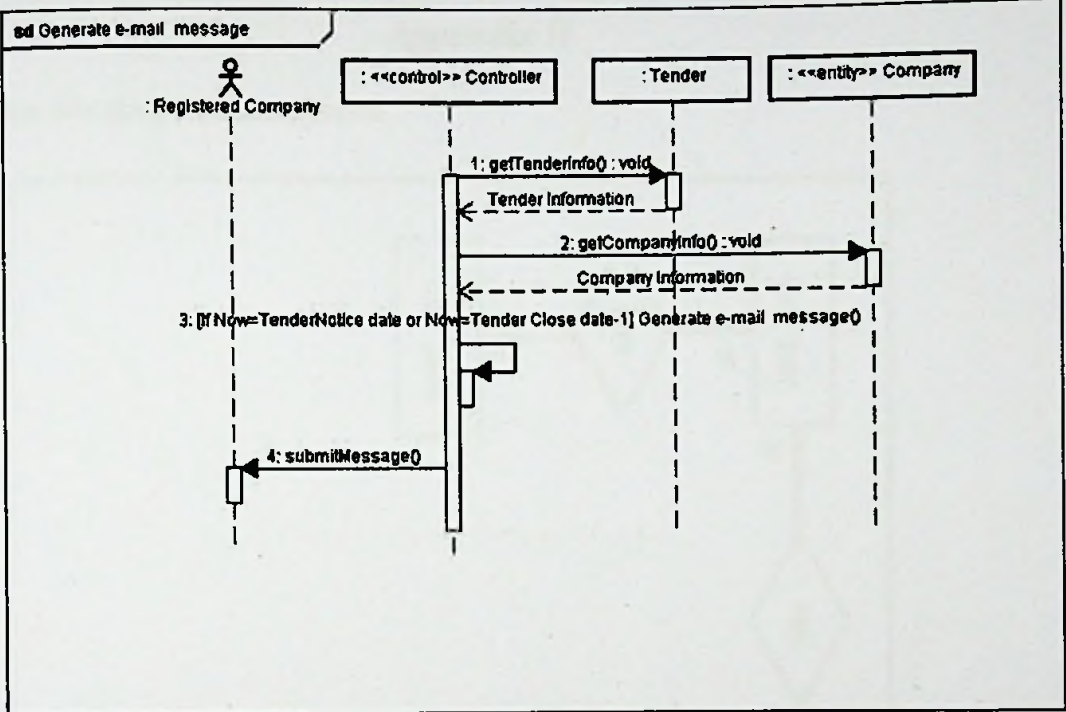 sd Generate e-mail message
: Registered Company
: <<control>> Controller
: Tender
: <<entity>> Company
1: getTenderInfo() : void
Tender Information
2: getCompanyInfo() : void
Company Information
3: [If Now=TenderNotice date or Now=Tender Close date-1] Generate e-mail message()
4: submitMessage()